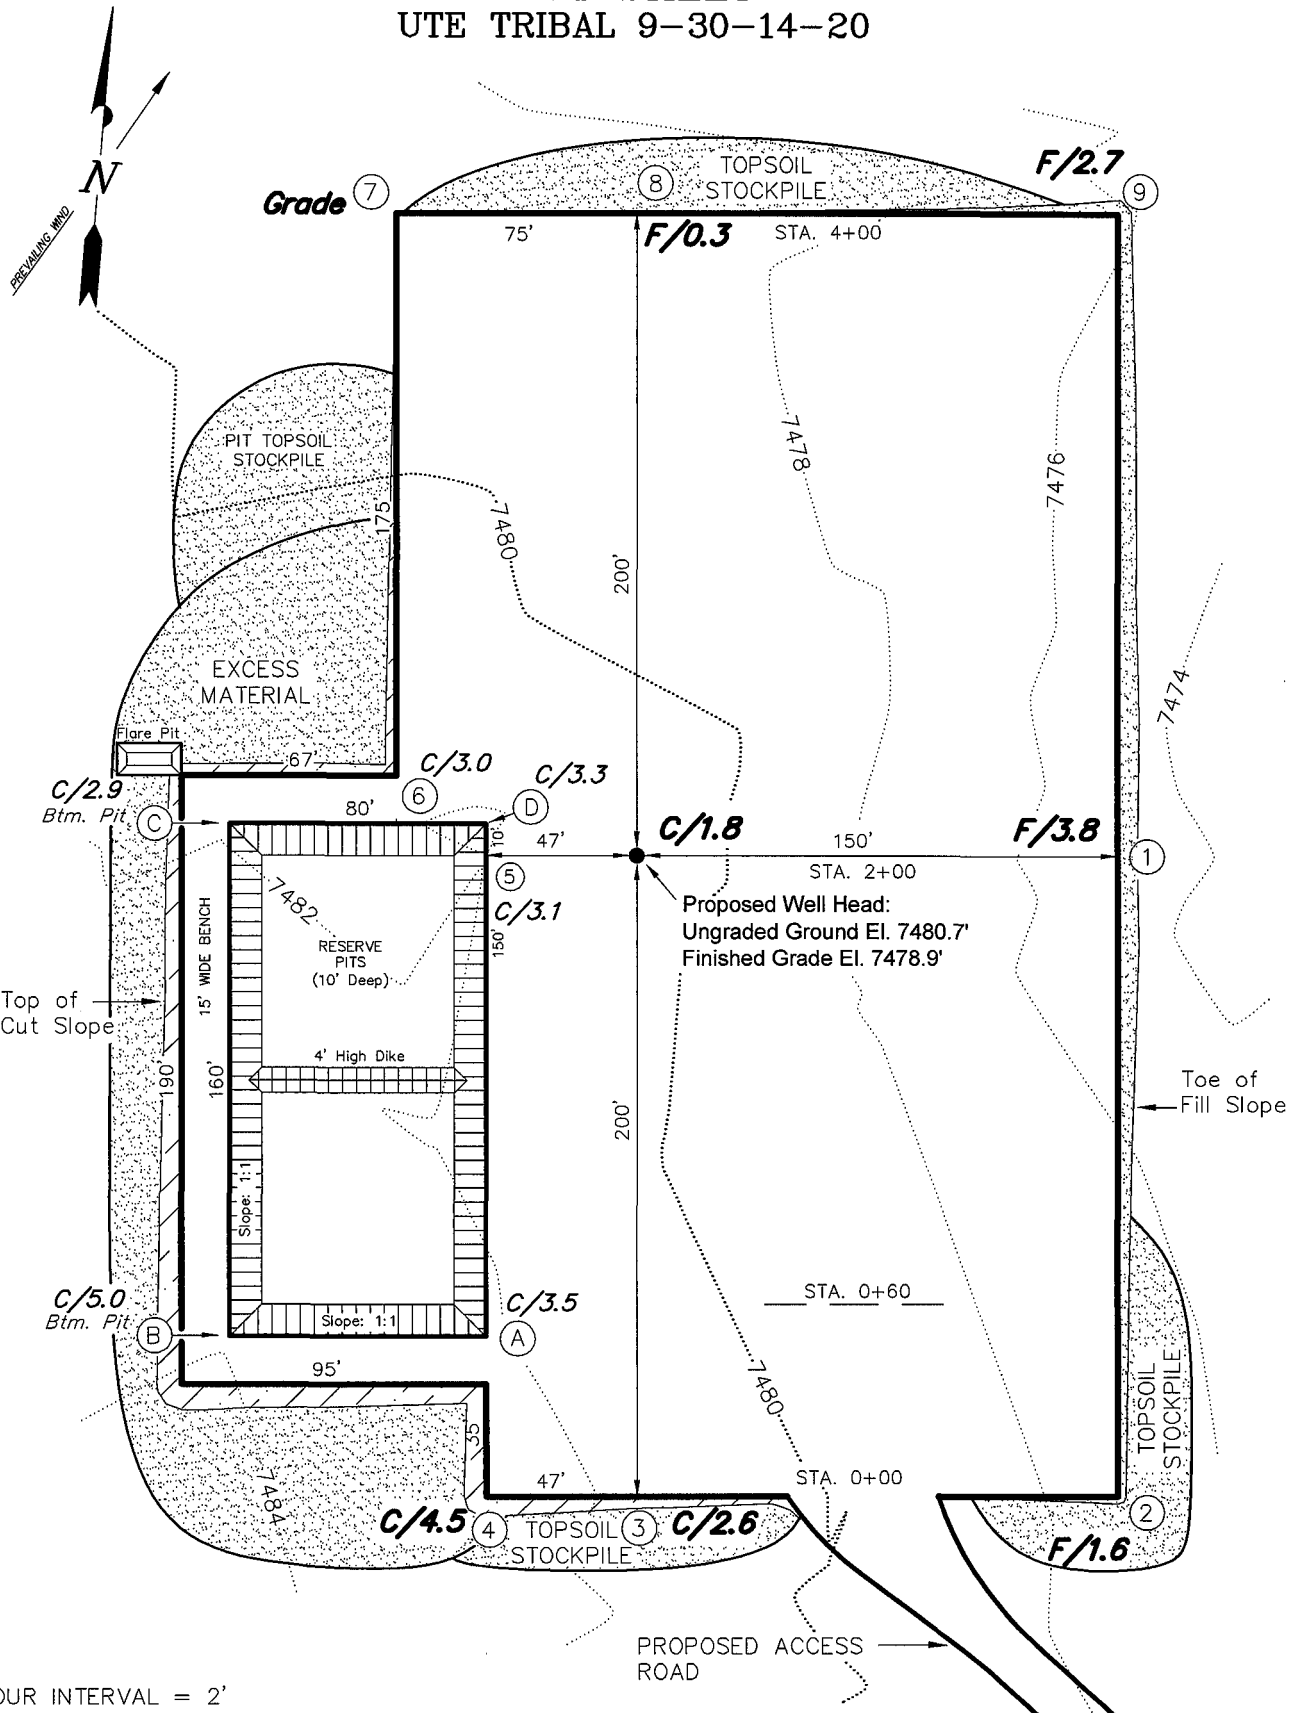 UTE TRIBAL 9-30-14-20
N
PREVAILING WIND
Grade
7
8
TOPSOIL
STOCKPILE
F/2.7
9
75'
F/0.3
STA. 4+00
PIT TOPSOIL
STOCKPILE
175'
7480
7478
7476
200'
EXCESS
MATERIAL
7474
Flare Pit
67'
C/3.0
6
C/3.3
D
C/2.9
Btm. Pit
C
80'
10'
47'
C/1.8
150'
F/3.8
STA. 2+00
1
5
C/3.1
7482
15' WIDE BENCH
RESERVE
PITS
(10' Deep)
150'
Proposed Well Head:
Ungraded Ground El. 7480.7'
Finished Grade El. 7478.9'
Top of
Cut Slope
190'
160'
4' High Dike
200'
Toe of
Fill Slope
Slope: 1:1
C/5.0
Btm. Pit
B
Slope: 1:1
C/3.5
A
STA. 0+60
95'
7480
TOPSOIL
STOCKPILE
35'
7484
47'
STA. 0+00
C/4.5
4
TOPSOIL
STOCKPILE
3
C/2.6
2
F/1.6
PROPOSED ACCESS
ROAD
OUR INTERVAL = 2'